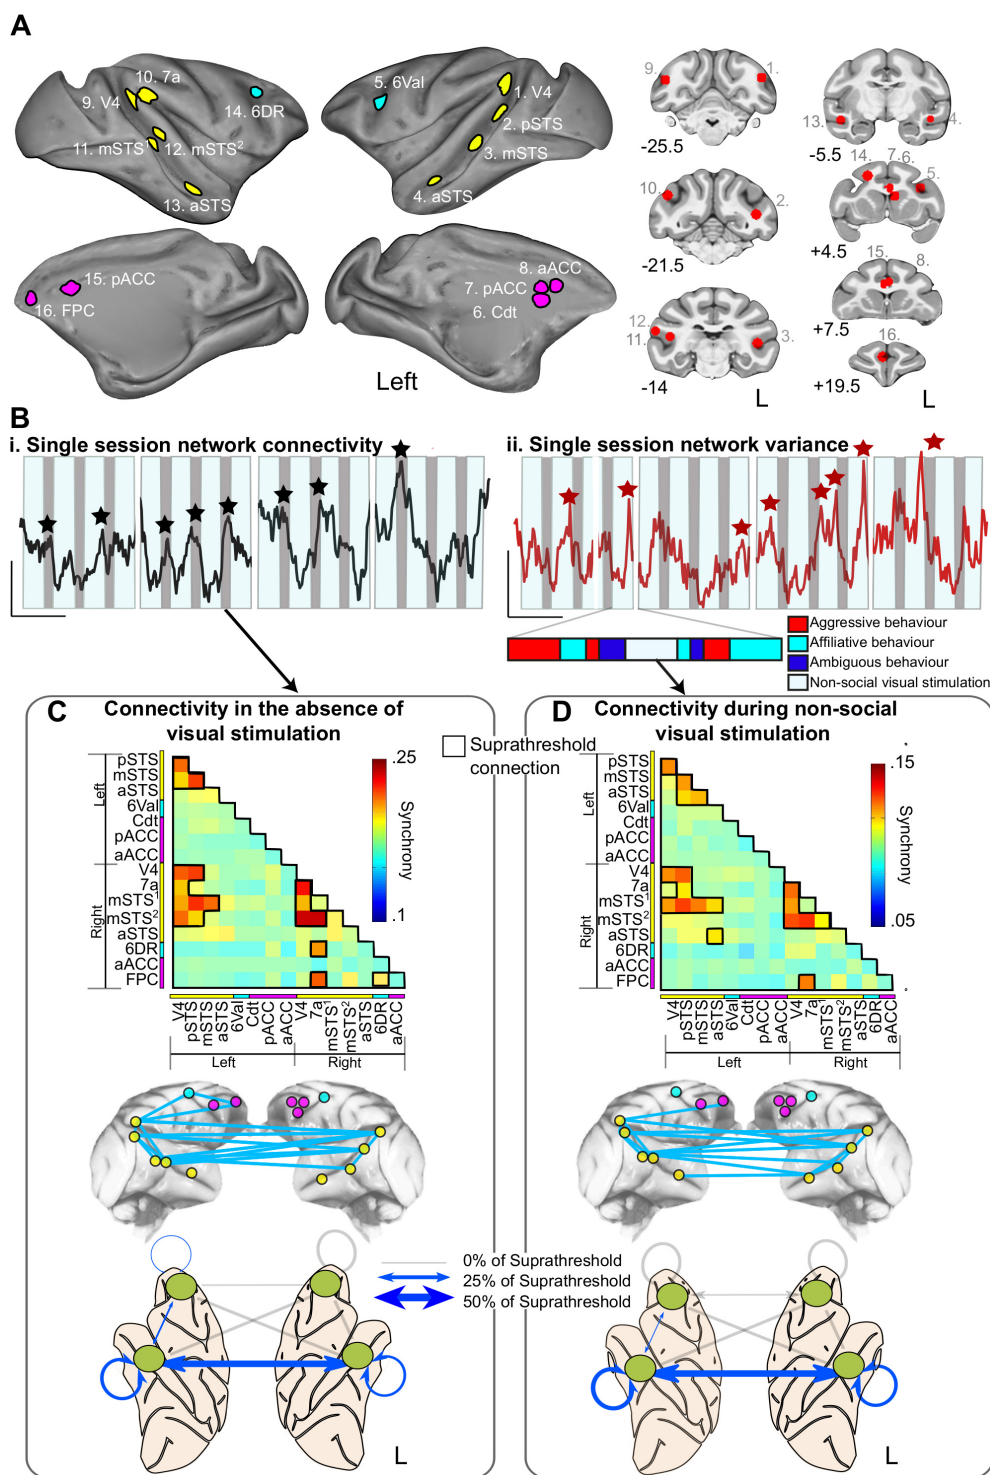 A
10. 7a
9. V4
14. 6DR
11. mSTS1
12. mSTS2
13. aSTS
5. 6Val
1. V4
2. pSTS
3. mSTS
4. aSTS
15. pACC
16. FPC
8. aACC
7. pACC
6. Cdt
Left
9.
1.
-25.5
10.
2.
-21.5
12.
11.
3.
-14
L
13.
4.
-5.5
14.
7.
6.
5.
+4.5
15.
8.
+7.5
16.
+19.5
L
B
i. Single session network connectivity
ii. Single session network variance
Aggressive behaviour
Affiliative behaviour
Ambiguous behaviour
Non-social visual stimulation
C
Connectivity in the absence of
visual stimulation
Suprathreshold
connection
D
Connectivity during non-social
visual stimulation
Left
Right
pSTS
mSTS
aSTS
6Val
Cdt
pACC
aACC
V4
7a
mSTS1
mSTS2
aSTS
6DR
aACC
FPC
.25
Synchrony
.1
V4
pSTS
mSTS
aSTS
6Val
Cdt
pACC
aACC
V4
7a
mSTS1
mSTS2
aSTS
6DR
aACC
Left
Right
Left
Right
pSTS
mSTS
aSTS
6Val
Cdt
pACC
aACC
V4
7a
mSTS1
mSTS2
aSTS
6DR
aACC
FPC
.15
Synchrony
.05
V4
pSTS
mSTS
aSTS
6Val
Cdt
pACC
aACC
V4
7a
mSTS1
mSTS2
aSTS
6DR
aACC
Left
Right
0% of Suprathreshold
25% of Suprathreshold
50% of Suprathreshold
L
L